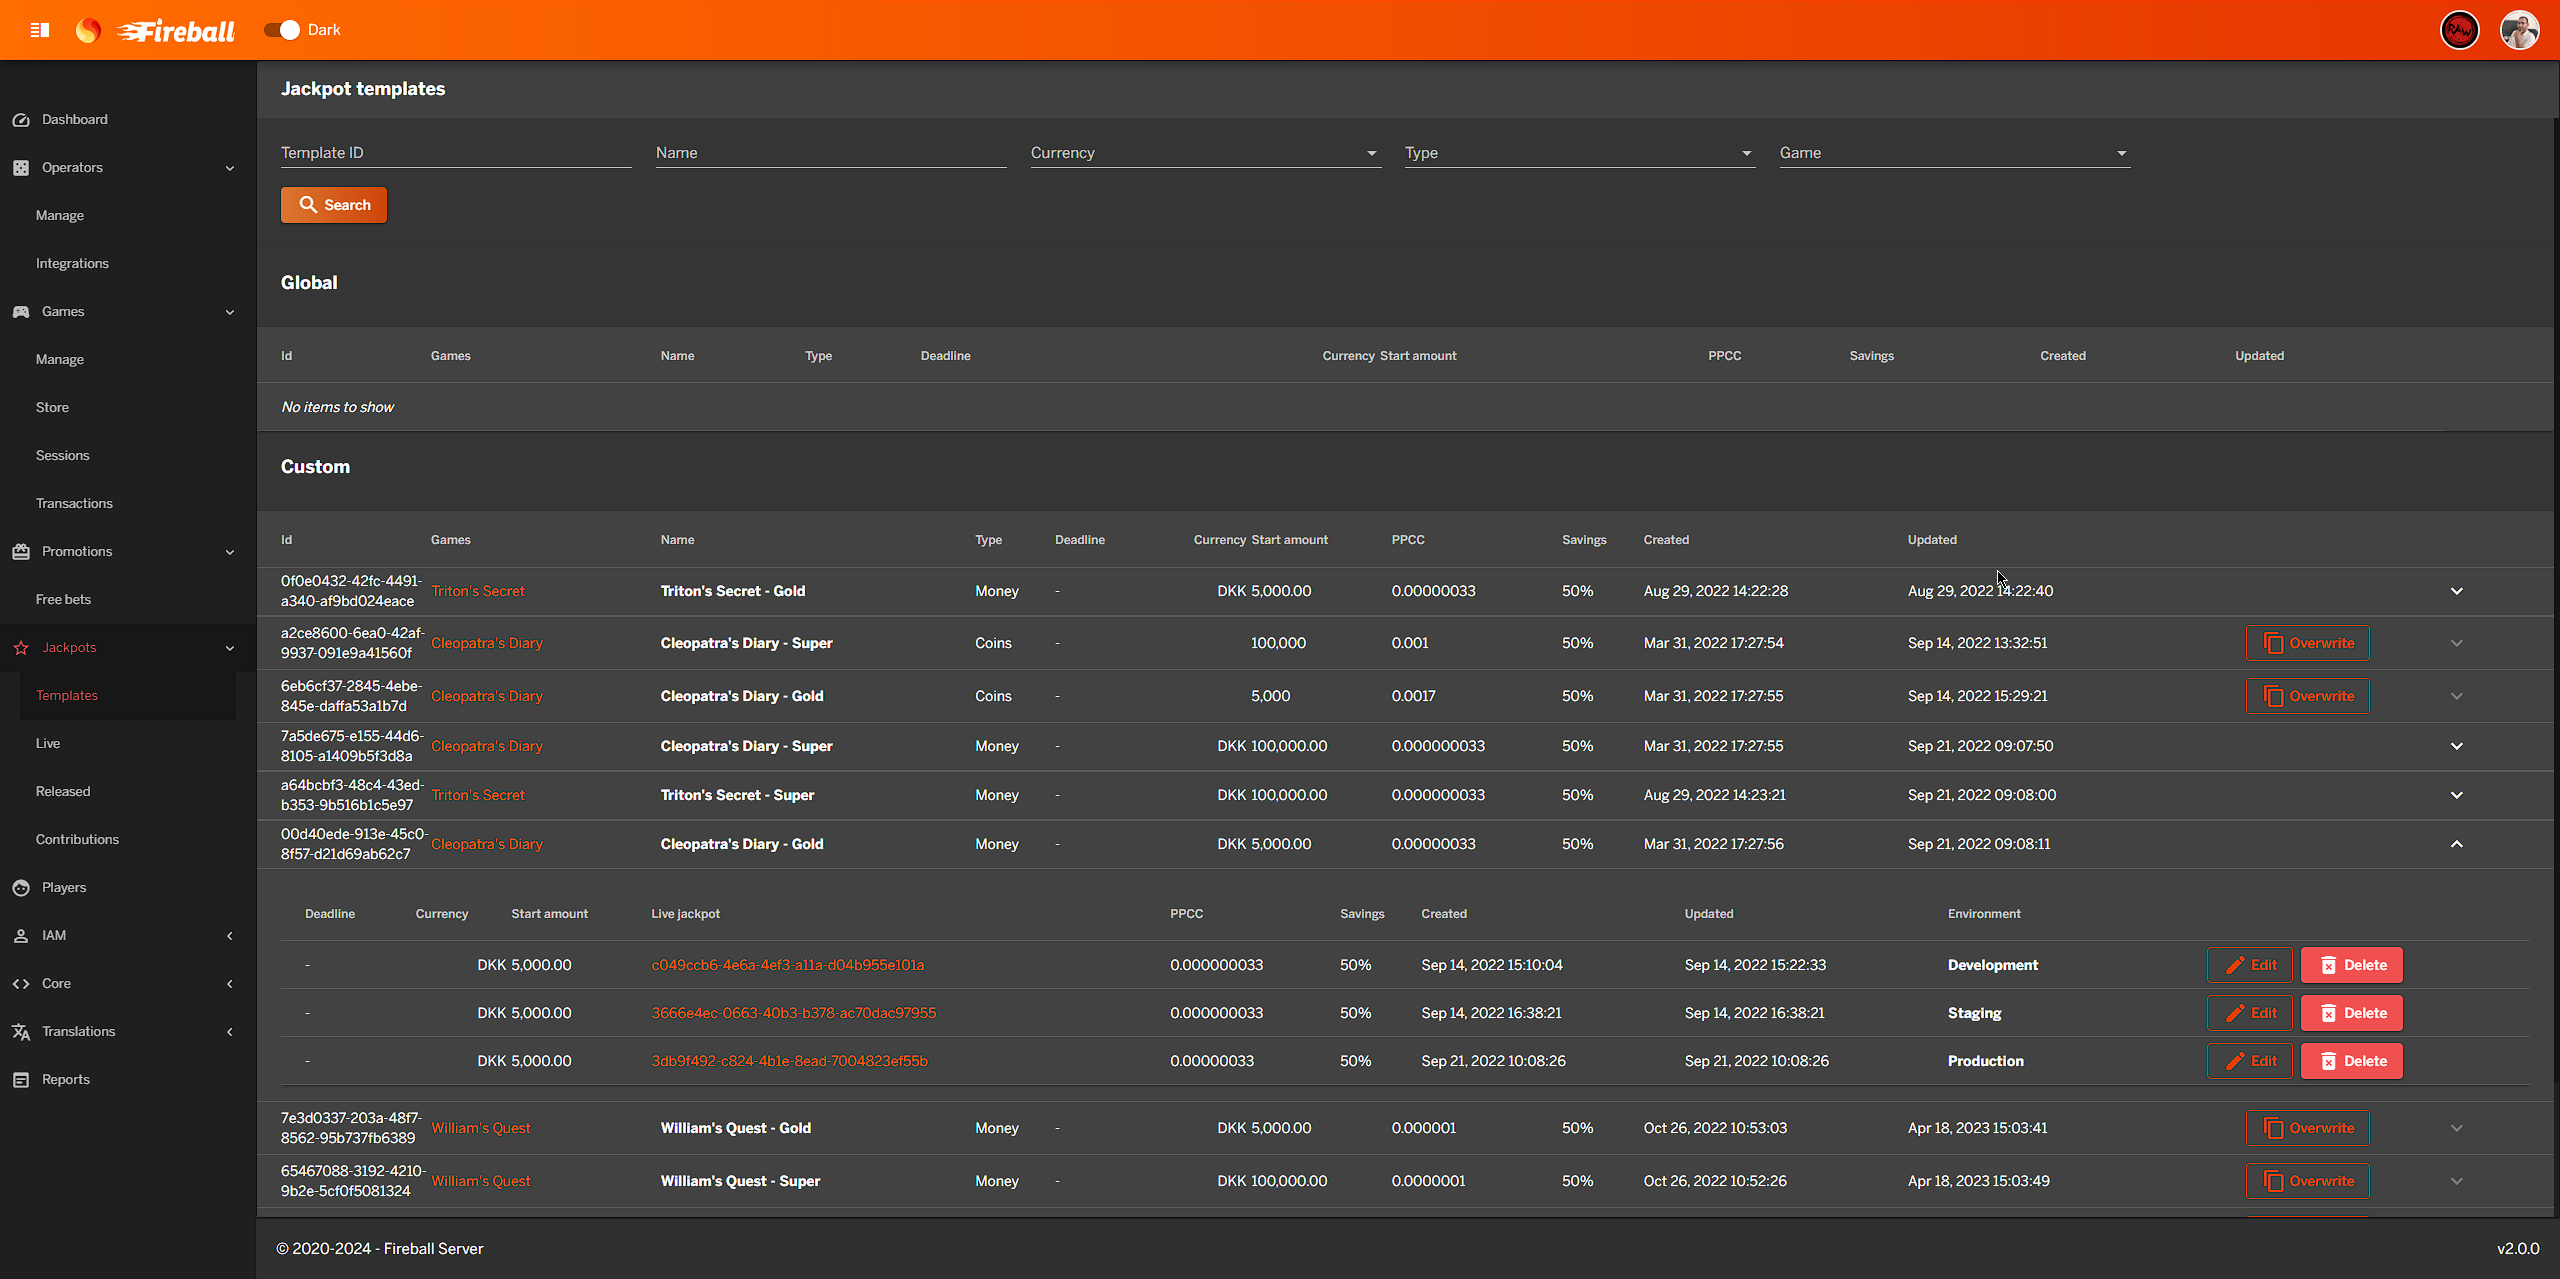 Fireball Dark RAW
Jackpot templates
Dashboard
Operators
Manage
Integrations
Games
Manage
Store
Sessions
Transactions
Promotions
Free bets
Jackpots
Templates
Live
Released
Contributions
Players
IAM
Core
Translations
Reports
Template ID Name Currency Type Game
Search
Global
Id Games Name Type Deadline Currency Start amount PPCC Savings Created Updated
No items to show
Custom
Id Games Name Type Deadline Currency Start amount PPCC Savings Created Updated
0f0e0432-42fc-4491-
a340-af9bd024eace Triton's Secret Triton's Secret - Gold Money - DKK 5,000.00 0.00000033 50% Aug 29, 2022 14:22:28 Aug 29, 2022 14:22:40
a2ce8600-6ea0-42af-
9937-091e9a41560f Cleopatra's Diary Cleopatra's Diary - Super Coins - 100,000 0.001 50% Mar 31, 2022 17:27:54 Sep 14, 2022 13:32:51 Overwrite
6eb6cf37-2845-4ebe-
845e-daffa53a1b7d Cleopatra's Diary Cleopatra's Diary - Gold Coins - 5,000 0.0017 50% Mar 31, 2022 17:27:55 Sep 14, 2022 15:29:21 Overwrite
7a5de675-e155-44d6-
8105-a1409b5f3d8a Cleopatra's Diary Cleopatra's Diary - Super Money - DKK 100,000.00 0.000000033 50% Mar 31, 2022 17:27:55 Sep 21, 2022 09:07:50
a64bcbf3-48c4-43ed-
b353-9b516b1c5e97 Triton's Secret Triton's Secret - Super Money - DKK 100,000.00 0.000000033 50% Aug 29, 2022 14:23:21 Sep 21, 2022 09:08:00
00d40ede-913e-45c0-
8f57-d21d69ab62c7 Cleopatra's Diary Cleopatra's Diary - Gold Money - DKK 5,000.00 0.00000033 50% Mar 31, 2022 17:27:56 Sep 21, 2022 09:08:11
Deadline Currency Start amount Live jackpot PPCC Savings Created Updated Environment
- DKK 5,000.00 c049ccb6-4e6a-4ef3-a11a-d04b955e101a 0.000000033 50% Sep 14, 2022 15:10:04 Sep 14, 2022 15:22:33 Development Edit Delete
- DKK 5,000.00 3666e4ec-0663-40b3-b378-ac70dac97955 0.000000033 50% Sep 14, 2022 16:38:21 Sep 14, 2022 16:38:21 Staging Edit Delete
- DKK 5,000.00 3db9f492-c824-4b1e-8ead-7004823ef55b 0.00000033 50% Sep 21, 2022 10:08:26 Sep 21, 2022 10:08:26 Production Edit Delete
7e3d0337-203a-48f7-
8562-95b737fb6389 William's Quest William's Quest - Gold Money - DKK 5,000.00 0.000001 50% Oct 26, 2022 10:53:03 Apr 18, 2023 15:03:41 Overwrite
65467088-3192-4210-
9b2e-5cf0f5081324 William's Quest William's Quest - Super Money - DKK 100,000.00 0.0000001 50% Oct 26, 2022 10:52:26 Apr 18, 2023 15:03:49 Overwrite
© 2020-2024 - Fireball Server v2.0.0